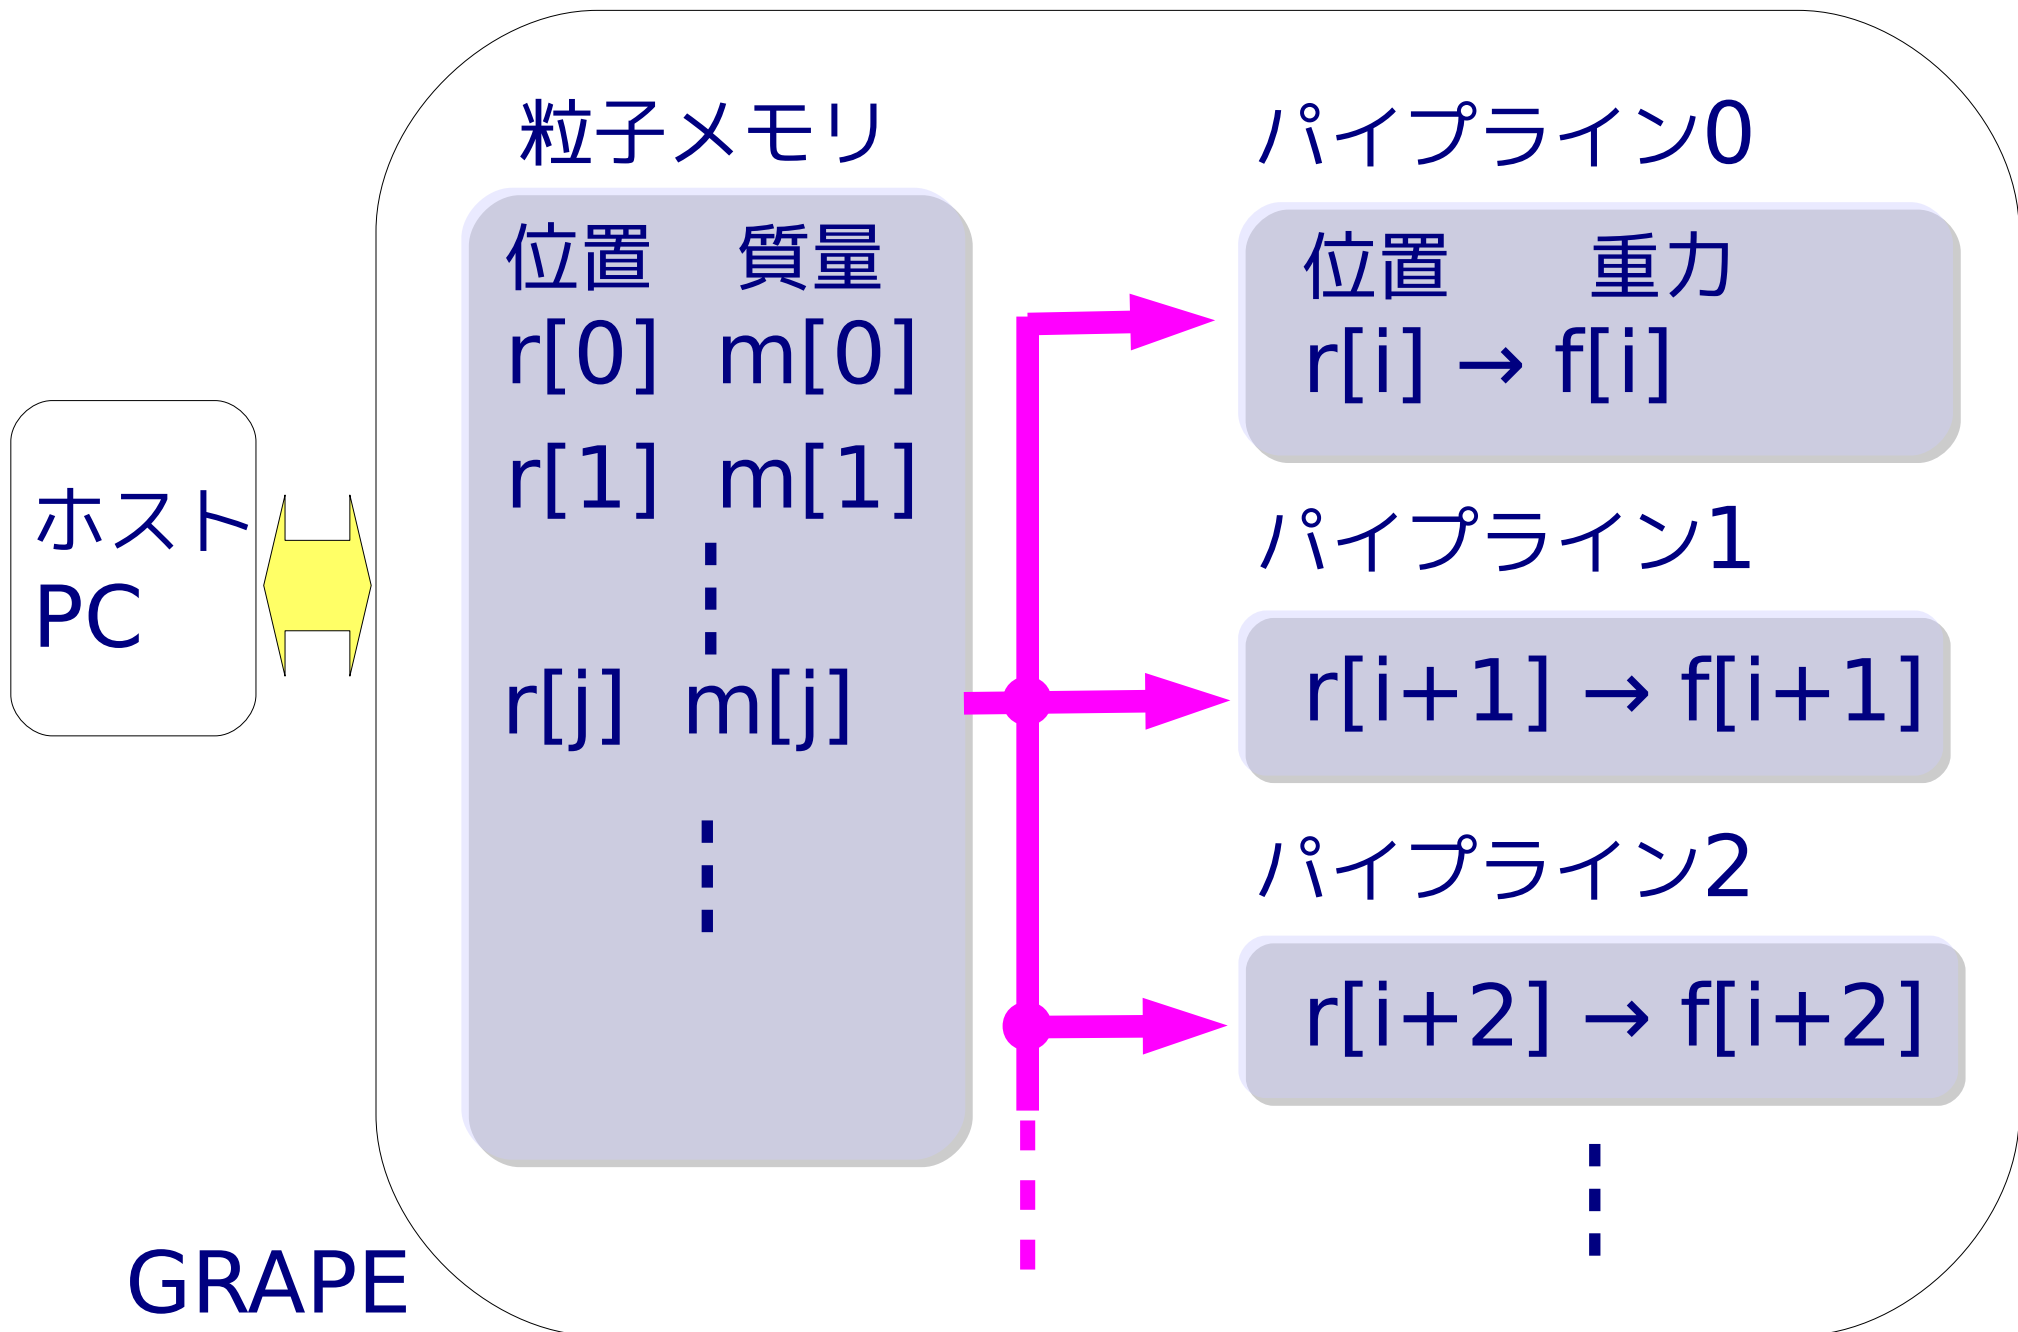 粒子メモリ
位置 質量
r[0] m[0]
r[1] m[1]
r[j] m[j]
ホスト
PC
パイプライン0
位置 重力
r[i] → f[i]
パイプライン1
r[i+1] → f[i+1]
パイプライン2
r[i+2] → f[i+2]
GRAPE